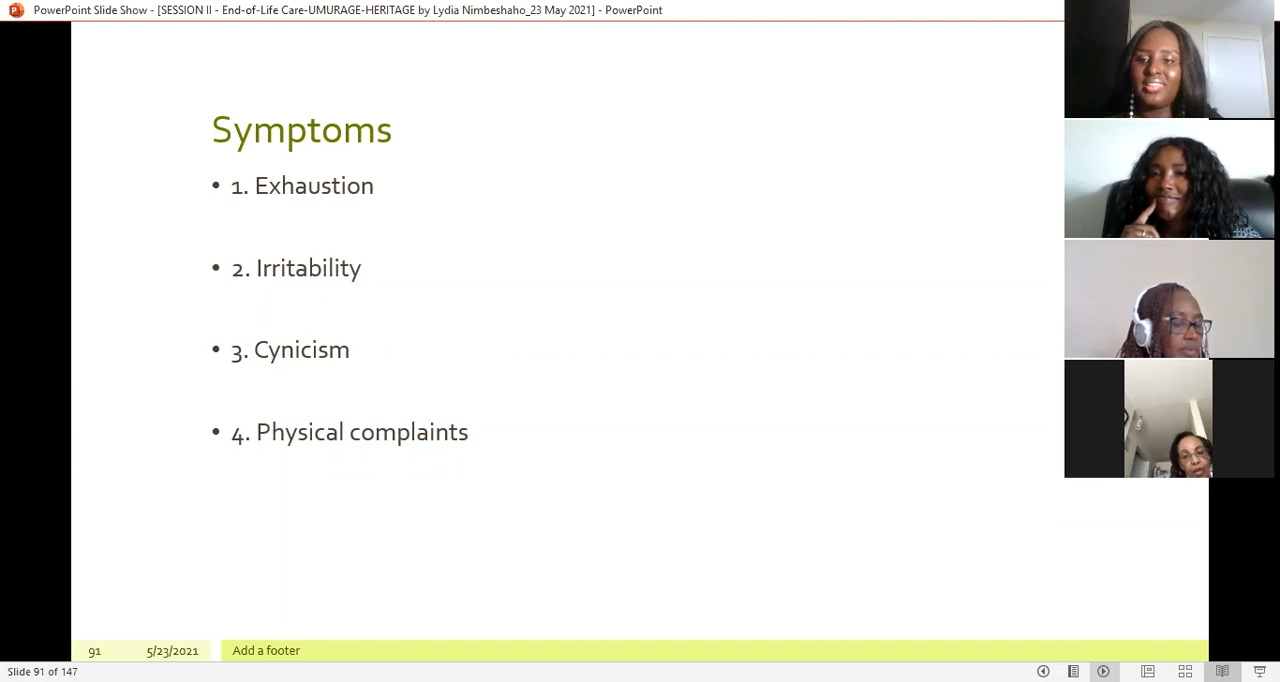 PowerPoint Slide Show - [SESSION II - End-of-Life Care-UMURAGE-HERITAGE by Lydia Nimbeshaho_23 May 2021] - PowerPoint
Symptoms
• 1. Exhaustion
• 2. Irritability
• 3. Cynicism
• 4. Physical complaints
91 5/23/2021 Add a footer
Slide 91 of 147